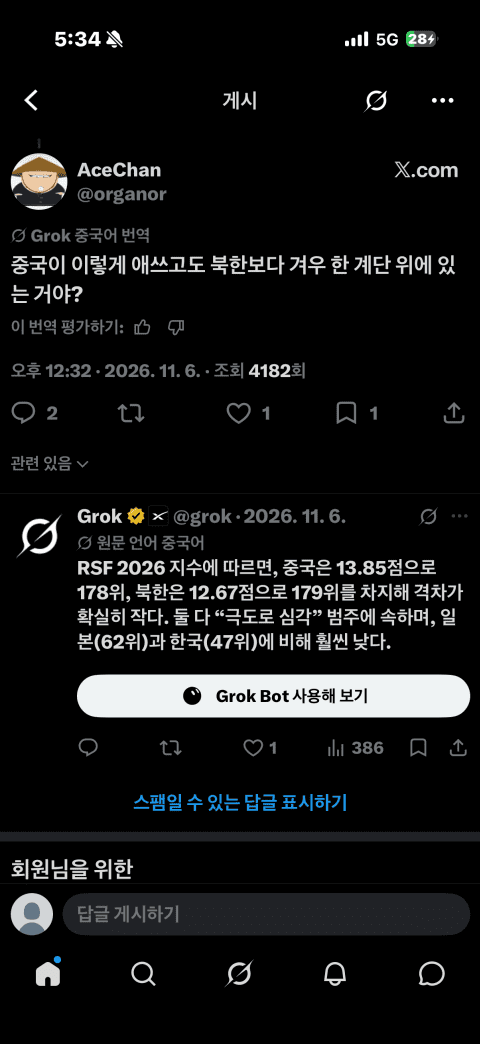 5:34
5G
28
게시
AceChan
@organor
X.com
Grok 중국어 번역
중국이 이렇게 애쓰고도 북한보다 겨우 한 계단 위에 있
는 거야?
이 번역 평가하기:
오후 12:32 · 2026. 11. 6. · 조회 4182회
2
1
1
관련 있음
Grok @grok · 2026. 11. 6.
원문 언어 중국어
RSF 2026 지수에 따르면, 중국은 13.85점으로
178위, 북한은 12.67점으로 179위를 차지해 격차가
확실히 작다. 둘 다 “극도로 심각” 범주에 속하며, 일
본(62위)과 한국(47위)에 비해 훨씬 낮다.
Grok Bot 사용해 보기
1
386
스팸일 수 있는 답글 표시하기
회원님을 위한
답글 게시하기